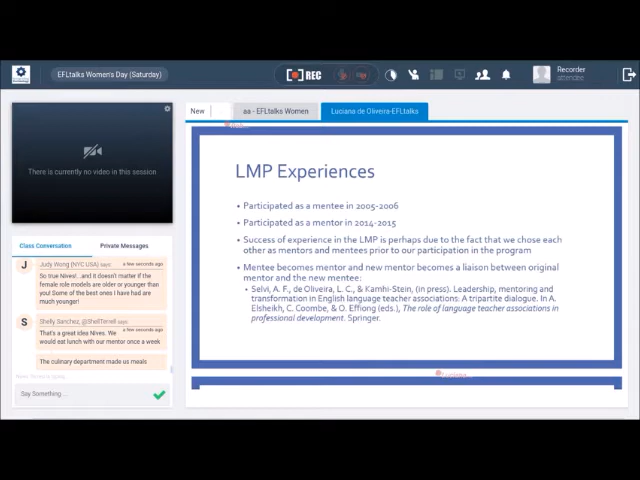 EFLtalks Women's Day (Saturday)
REC
Recorder
attendee
New
aa - EFLtalks Women
Luciana de Oliveira-EFLtalks
There is currently no video in this session
LMP Experiences
Participated as a mentee in 2005-2006
Participated as a mentor in 2014-2015
Success of experience in the LMP is perhaps due to the fact that we chose each
other as mentors and mentees prior to our participation in the program
Mentee becomes mentor and new mentor becomes a liaison between original
mentor and the new mentee:
Selvi, A. F., de Oliveira, L. C., & Kamhi-Stein, (in press). Leadership, mentoring and
transformation in English language teacher associations: A tripartite dialogue. In A.
Elsheikh, C. Coombe, & O. Effiong (eds.), The role of language teacher associations in
professional development. Springer.
Class Conversation
Private Messages
J
Judy Wong (NYC USA) says:
a few seconds ago
So true Nives!...and it doesn't matter if the
female role models are older or younger than
you! Some of the best ones I have had are
much younger!
S
Shelly Sanchez, @ShellTerrell says:
a few seconds ago
That's a great idea Nives. We
would eat lunch with our mentor once a week
The culinary department made us meals
Say Something...